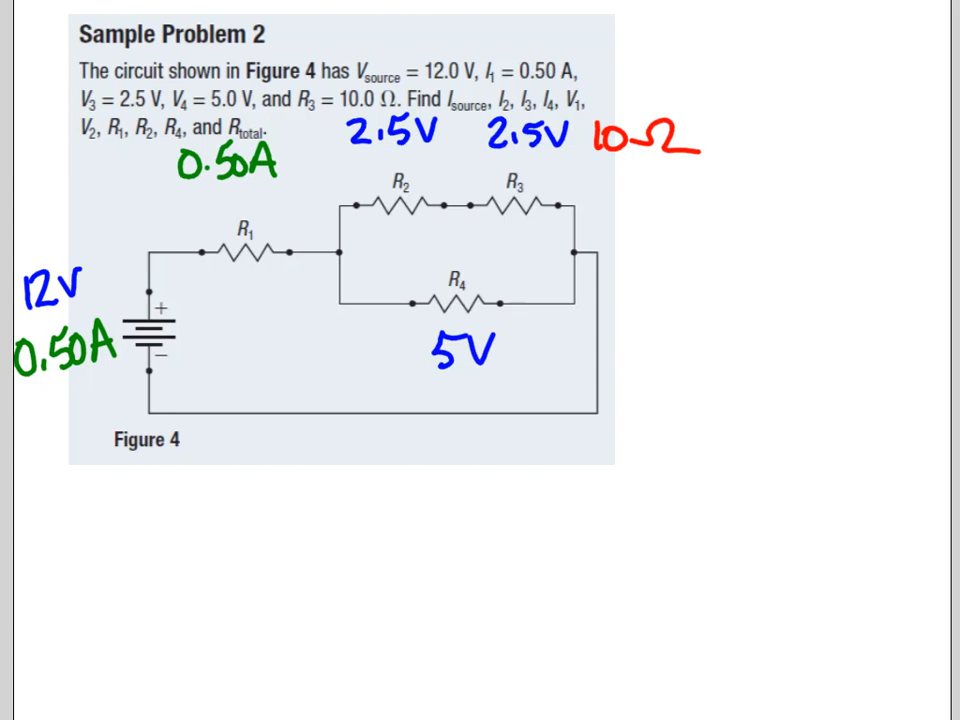 Sample Problem 2
The circuit shown in Figure 4 has Vsource = 12.0 V, I1 = 0.50 A,
V3 = 2.5 V, V4 = 5.0 V, and R3 = 10.0 Ω. Find Isource, I2, I3, I4, V1,
V2, R1, R2, R4, and Rtotal.
2.5V 2.5V 10Ω
0.50A
R2 R3
R1
12V
R4
+
0.50A
5V
−
Figure 4